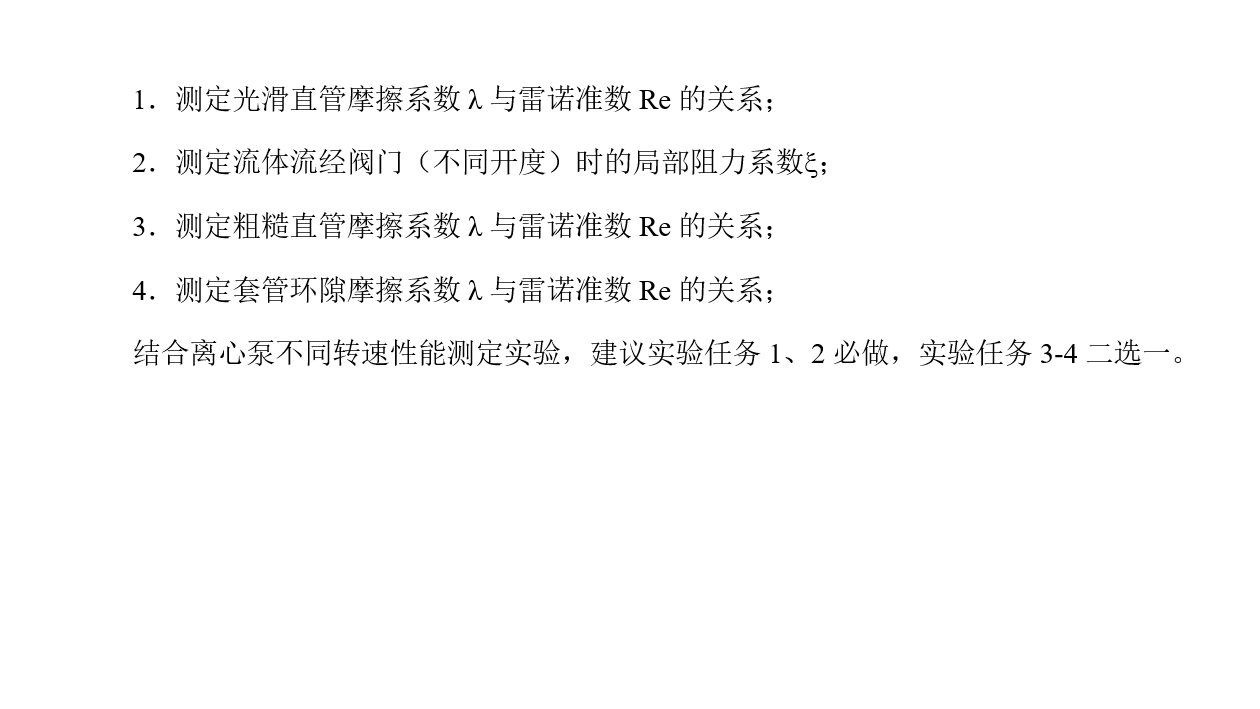 1．测定光滑直管摩擦系数 λ 与雷诺准数 Re 的关系；
2．测定流体流经阀门（不同开度）时的局部阻力系数ξ；
3．测定粗糙直管摩擦系数 λ 与雷诺准数 Re 的关系；
4．测定套管环隙摩擦系数 λ 与雷诺准数 Re 的关系；
结合离心泵不同转速性能测定实验，建议实验任务 1、2 必做，实验任务 3-4 二选一。